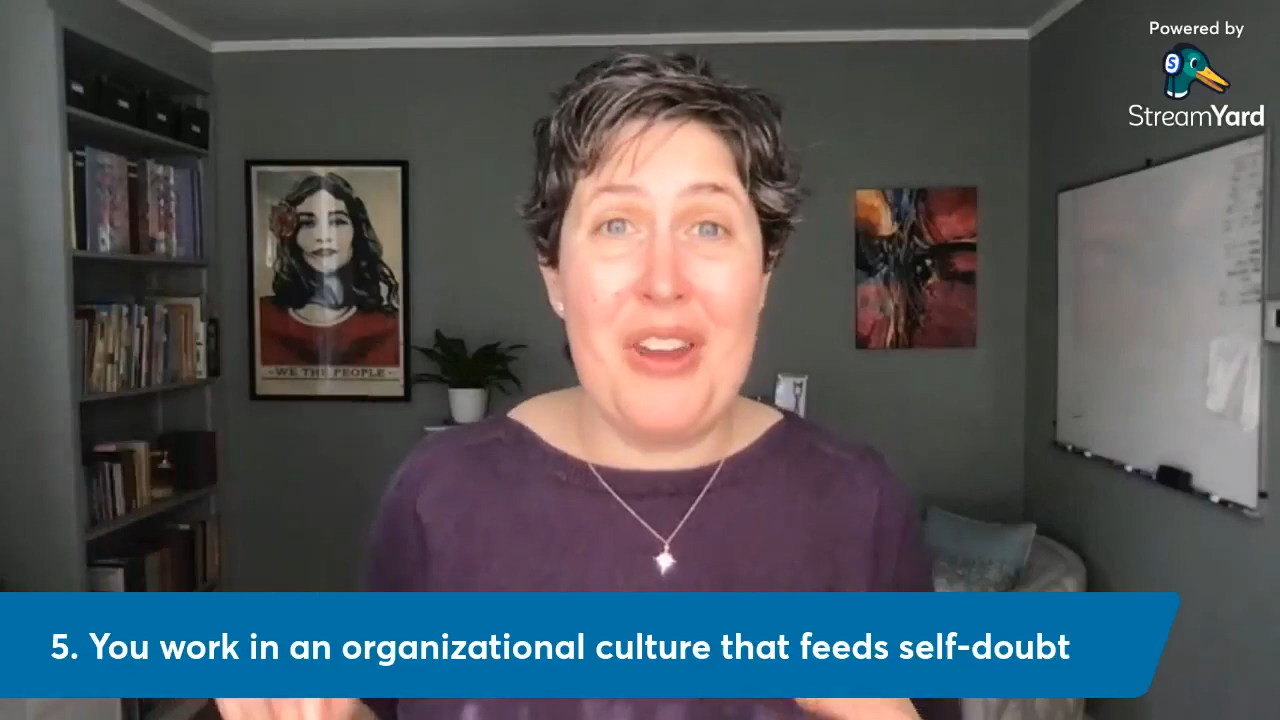 Powered by
S
StreamYard
WE THE PEOPLE
5. You work in an organizational culture that feeds self-doubt